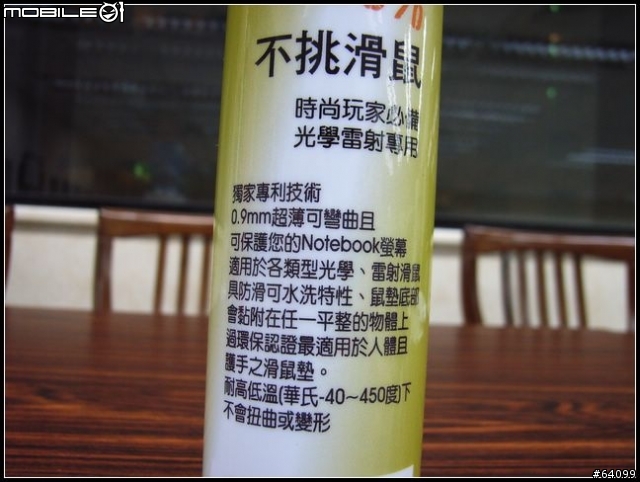 MOBILE01
不挑滑鼠
時尚玩家必備
光學雷射專用
獨家專利技術
0.9mm超薄可彎曲且
可保護您的Notebook螢幕
適用於各類型光學、雷射滑鼠
具防滑可水洗特性、鼠墊底部
會黏附在任一平整的物體上
過環保認證最適用於人體且
護手之滑鼠墊。
耐高低溫(華氏-40~450度)下
不會扭曲或變形
#64099